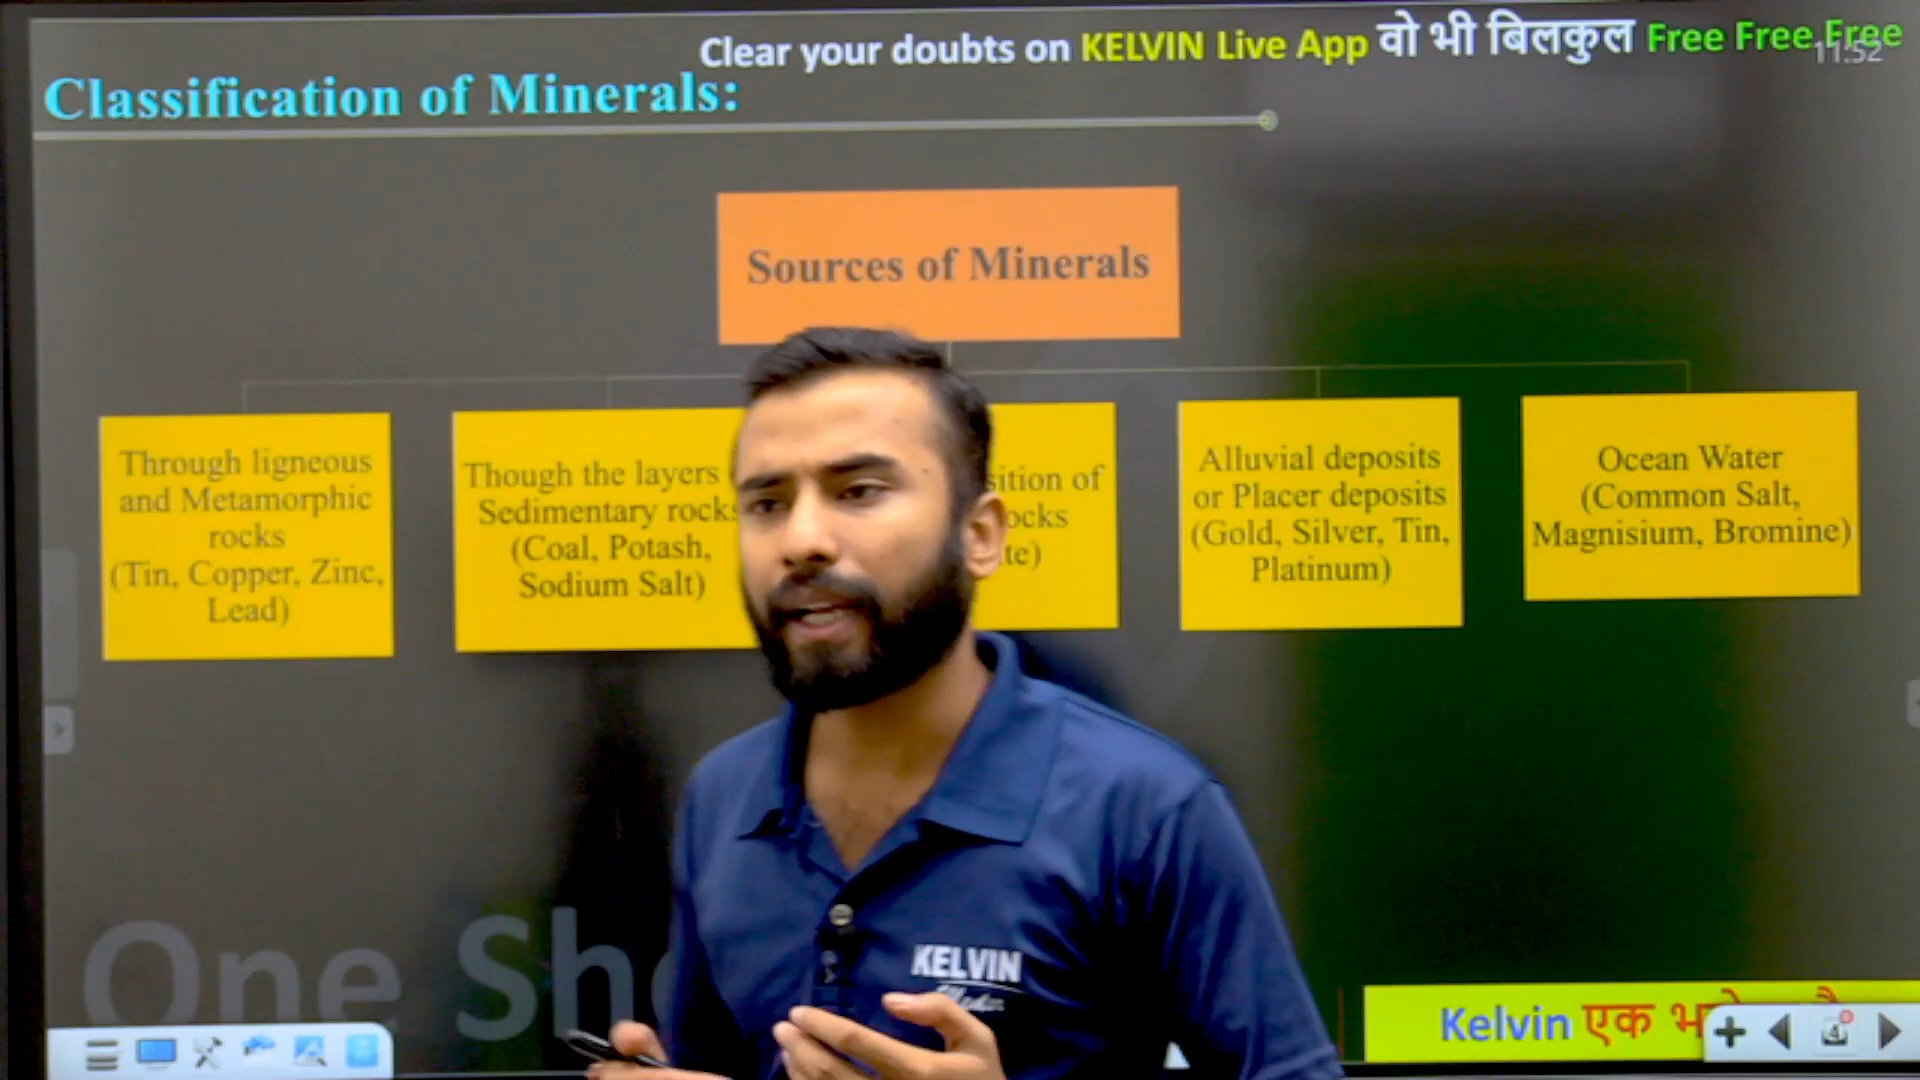 Clear your doubts on KELVIN Live App वो भी बिलकुल Free Free Free
11:52
Classification of Minerals:
Sources of Minerals
Through ligneous
and Metamorphic
rocks
(Tin, Copper, Zinc,
Lead)
Though the layers
Sedimentary rocks
(Coal, Potash,
Sodium Salt)
sition of
ocks
te)
Alluvial deposits
or Placer deposits
(Gold, Silver, Tin,
Platinum)
Ocean Water
(Common Salt,
Magnisium, Bromine)
One Sh
KELVIN
Kelvin एक